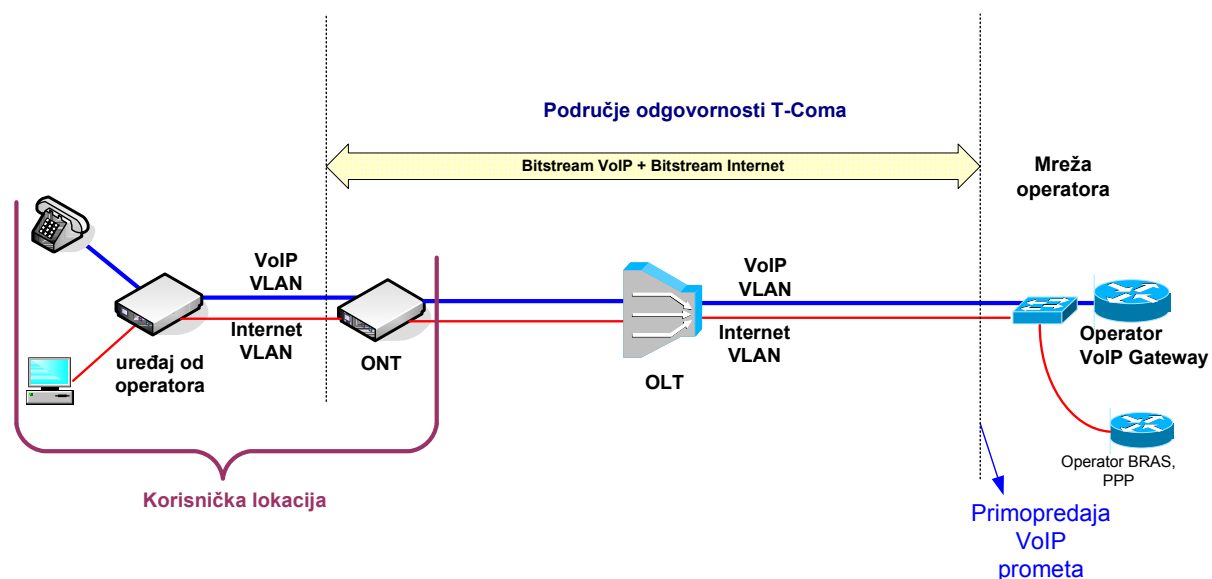 Područje odgovornosti T-Coma
Bitstream VoIP + Bitstream Internet
Mreža
operatora
VoIP
VLAN
Internet
VLAN
uređaj od
operatora
ONT
OLT
VoIP
VLAN
Internet
VLAN
Operator
VoIP Gateway
Operator BRAS,
PPP
Korisnička lokacija
Primopredaja
VoIP
prometa